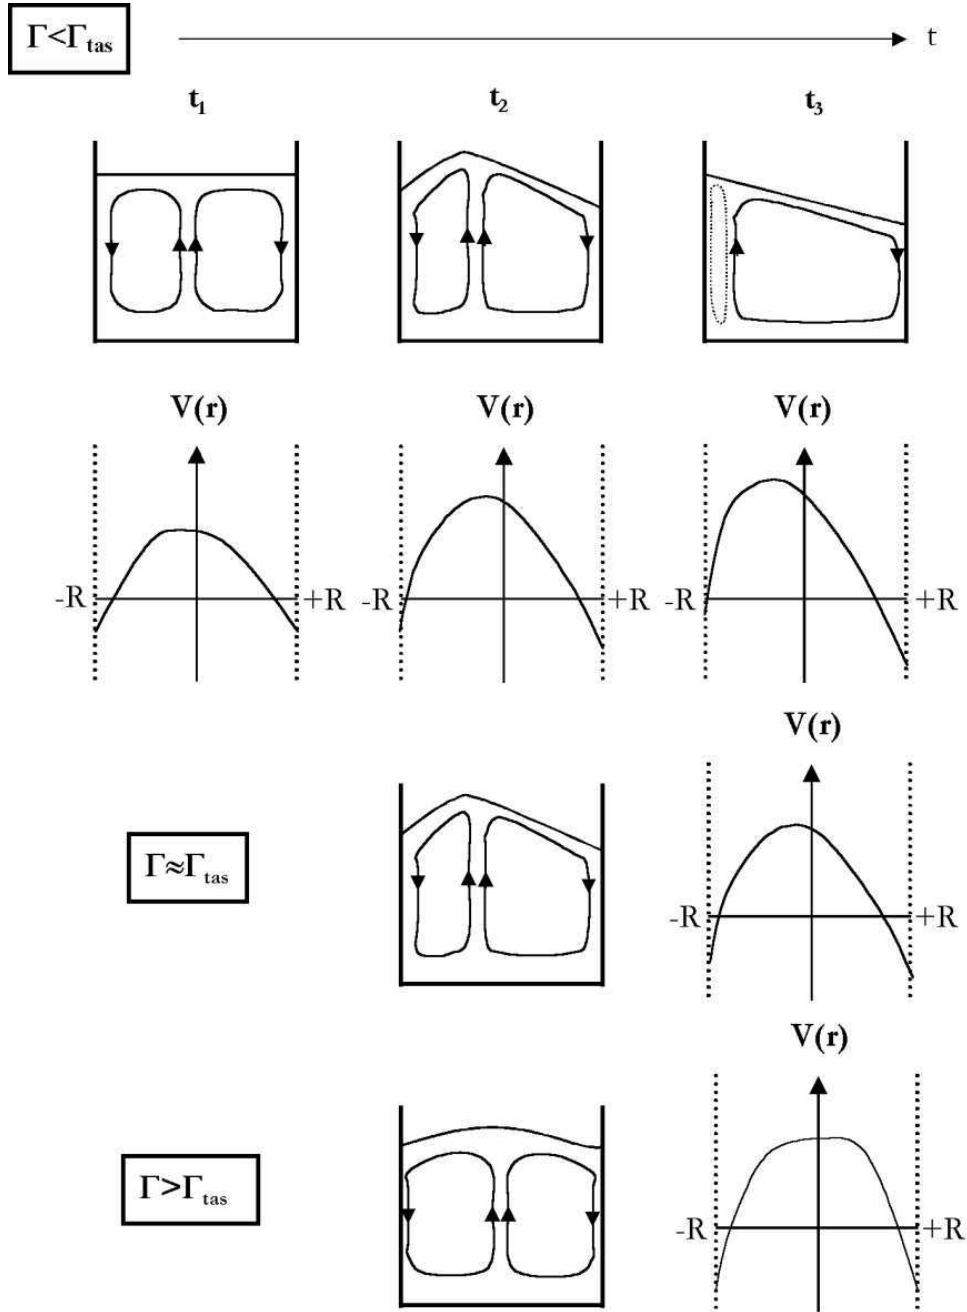 Γ<Γtas
t
t1 t2 t3
V(r) V(r) V(r)
-R +R -R +R -R +R
V(r)
Γ≈Γtas
-R +R
V(r)
Γ>Γtas
-R +R